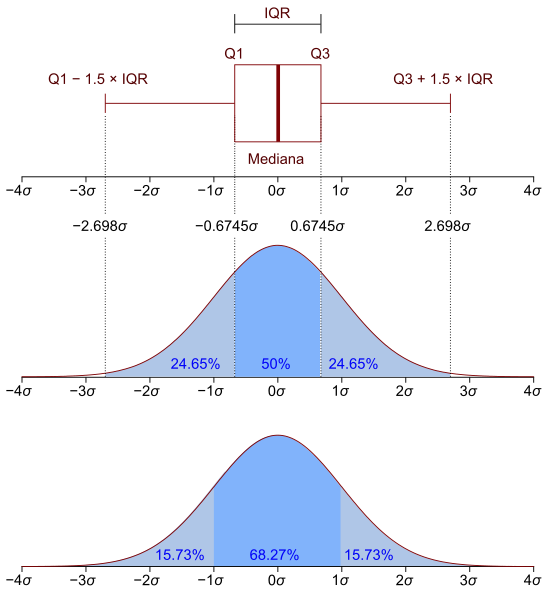 IQR
Q1 Q3
Q1 − 1.5 × IQR Q3 + 1.5 × IQR
Mediana
−4σ −3σ −2σ −1σ 0σ 1σ 2σ 3σ 4σ
−2.698σ −0.6745σ 0.6745σ 2.698σ
24.65% 50% 24.65%
−4σ −3σ −2σ −1σ 0σ 1σ 2σ 3σ 4σ
15.73% 68.27% 15.73%
−4σ −3σ −2σ −1σ 0σ 1σ 2σ 3σ 4σ